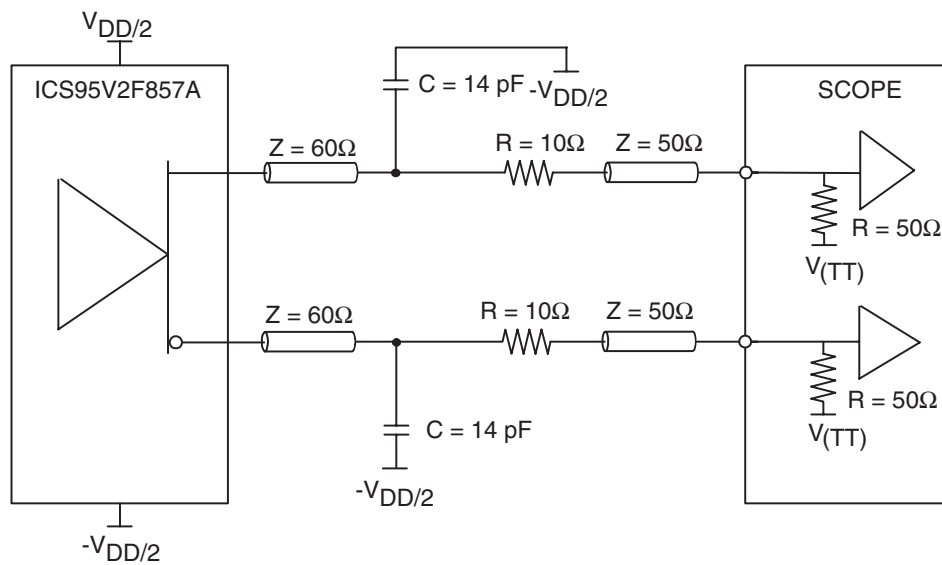 VDD/2
ICS95V2F857A
C = 14 pF
-VDD/2
SCOPE
Z = 60Ω
R = 10Ω
Z = 50Ω
R = 50Ω
V(TT)
Z = 60Ω
R = 10Ω
Z = 50Ω
R = 50Ω
V(TT)
C = 14 pF
-VDD/2
-VDD/2